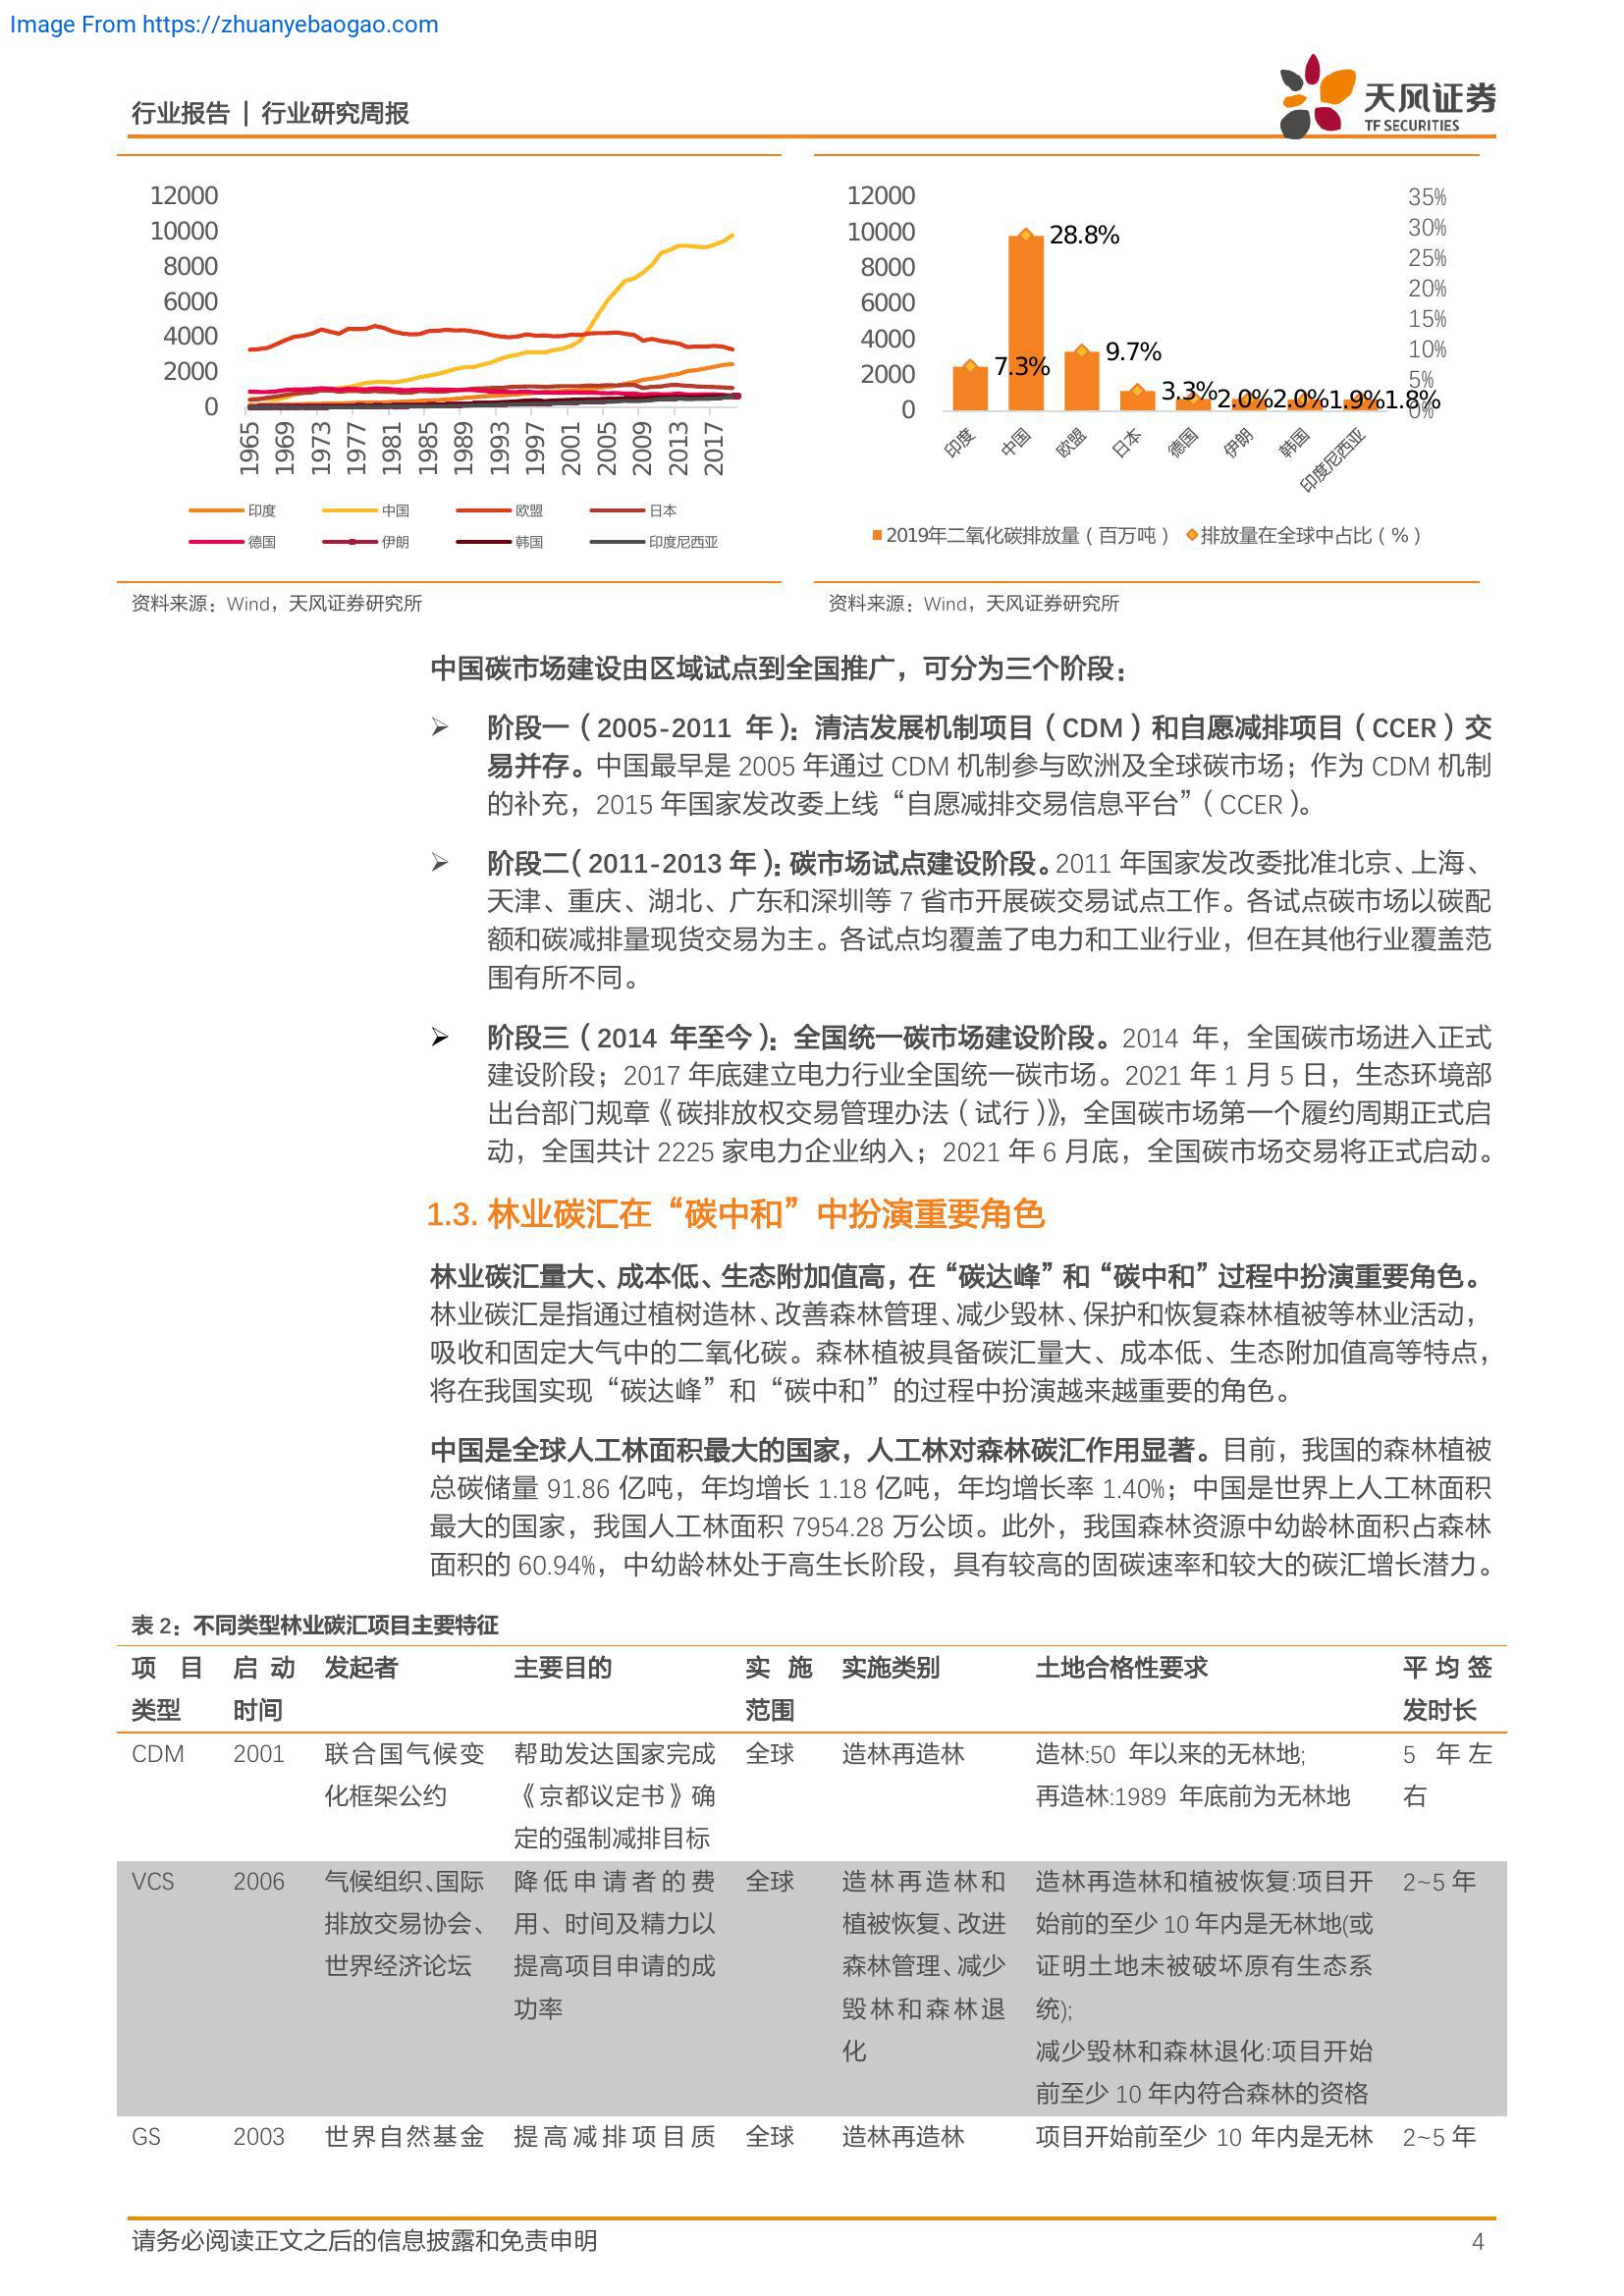 Image From https://zhuanyebaogao.com
行业报告 | 行业研究周报
天风证券
TF SECURITIES
12000
10000
8000
6000
4000
2000
0
1965
1969
1973
1977
1981
1985
1989
1993
1997
2001
2005
2009
2013
2017
印度 中国 欧盟 日本
德国 伊朗 韩国 印度尼西亚
12000
10000
8000
6000
4000
2000
0
28.8%
7.3%
9.7%
3.3%
2.0%
2.0%
1.9%
1.8%
35%
30%
25%
20%
15%
10%
5%
0%
印度
中国
欧盟
日本
德国
伊朗
韩国
印度尼西亚
2019年二氧化碳排放量（百万吨） 排放量在全球中占比（%）
资料来源：Wind，天风证券研究所
资料来源：Wind，天风证券研究所
中国碳市场建设由区域试点到全国推广，可分为三个阶段：
➢ 阶段一（2005-2011 年）：清洁发展机制项目（CDM）和自愿减排项目（CCER）交
易并存。中国最早是 2005 年通过 CDM 机制参与欧洲及全球碳市场；作为 CDM 机制
的补充，2015 年国家发改委上线“自愿减排交易信息平台”（CCER）。
➢ 阶段二（2011-2013 年）：碳市场试点建设阶段。2011 年国家发改委批准北京、上海、
天津、重庆、湖北、广东和深圳等 7 省市开展碳交易试点工作。各试点碳市场以碳配
额和碳减排量现货交易为主。各试点均覆盖了电力和工业行业，但在其他行业覆盖范
围有所不同。
➢ 阶段三（2014 年至今）：全国统一碳市场建设阶段。2014 年，全国碳市场进入正式
建设阶段；2017 年底建立电力行业全国统一碳市场。2021 年 1 月 5 日，生态环境部
出台部门规章《碳排放权交易管理办法（试行）》，全国碳市场第一个履约周期正式启
动，全国共计 2225 家电力企业纳入；2021 年 6 月底，全国碳市场交易将正式启动。
1.3. 林业碳汇在“碳中和”中扮演重要角色
林业碳汇量大、成本低、生态附加值高，在“碳达峰”和“碳中和”过程中扮演重要角色。
林业碳汇是指通过植树造林、改善森林管理、减少毁林、保护和恢复森林植被等林业活动，
吸收和固定大气中的二氧化碳。森林植被具备碳汇量大、成本低、生态附加值高等特点，
将在我国实现“碳达峰”和“碳中和”的过程中扮演越来越重要的角色。
中国是全球人工林面积最大的国家，人工林对森林碳汇作用显著。目前，我国的森林植被
总碳储量 91.86 亿吨，年均增长 1.18 亿吨，年均增长率 1.40%；中国是世界上人工林面积
最大的国家，我国人工林面积 7954.28 万公顷。此外，我国森林资源中幼龄林面积占森林
面积的 60.94%，中幼龄林处于高生长阶段，具有较高的固碳速率和较大的碳汇增长潜力。
表 2：不同类型林业碳汇项目主要特征
项目 启动 发起者 主要目的 实施 实施类别 土地合格性要求 平均签
类型 时间 范围 发时长
CDM 2001 联合国气候变 帮助发达国家完成 全球 造林再造林 造林:50 年以来的无林地; 5 年左
化框架公约 《京都议定书》确 再造林:1989 年底前为无林地 右
定的强制减排目标
VCS 2006 气候组织、国际 降低申请者的费 全球 造林再造林和 造林再造林和植被恢复:项目开 2~5 年
排放交易协会、 用、时间及精力以 植被恢复、改进 始前的至少 10 年内是无林地(或
世界经济论坛 提高项目申请的成 森林管理、减少 证明土地未被破坏原有生态系
功率 毁林和森林退 统);
化 减少毁林和森林退化:项目开始
前至少 10 年内符合森林的资格
GS 2003 世界自然基金 提高减排项目质 全球 造林再造林 项目开始前至少 10 年内是无林 2~5 年
请务必阅读正文之后的信息披露和免责申明 4